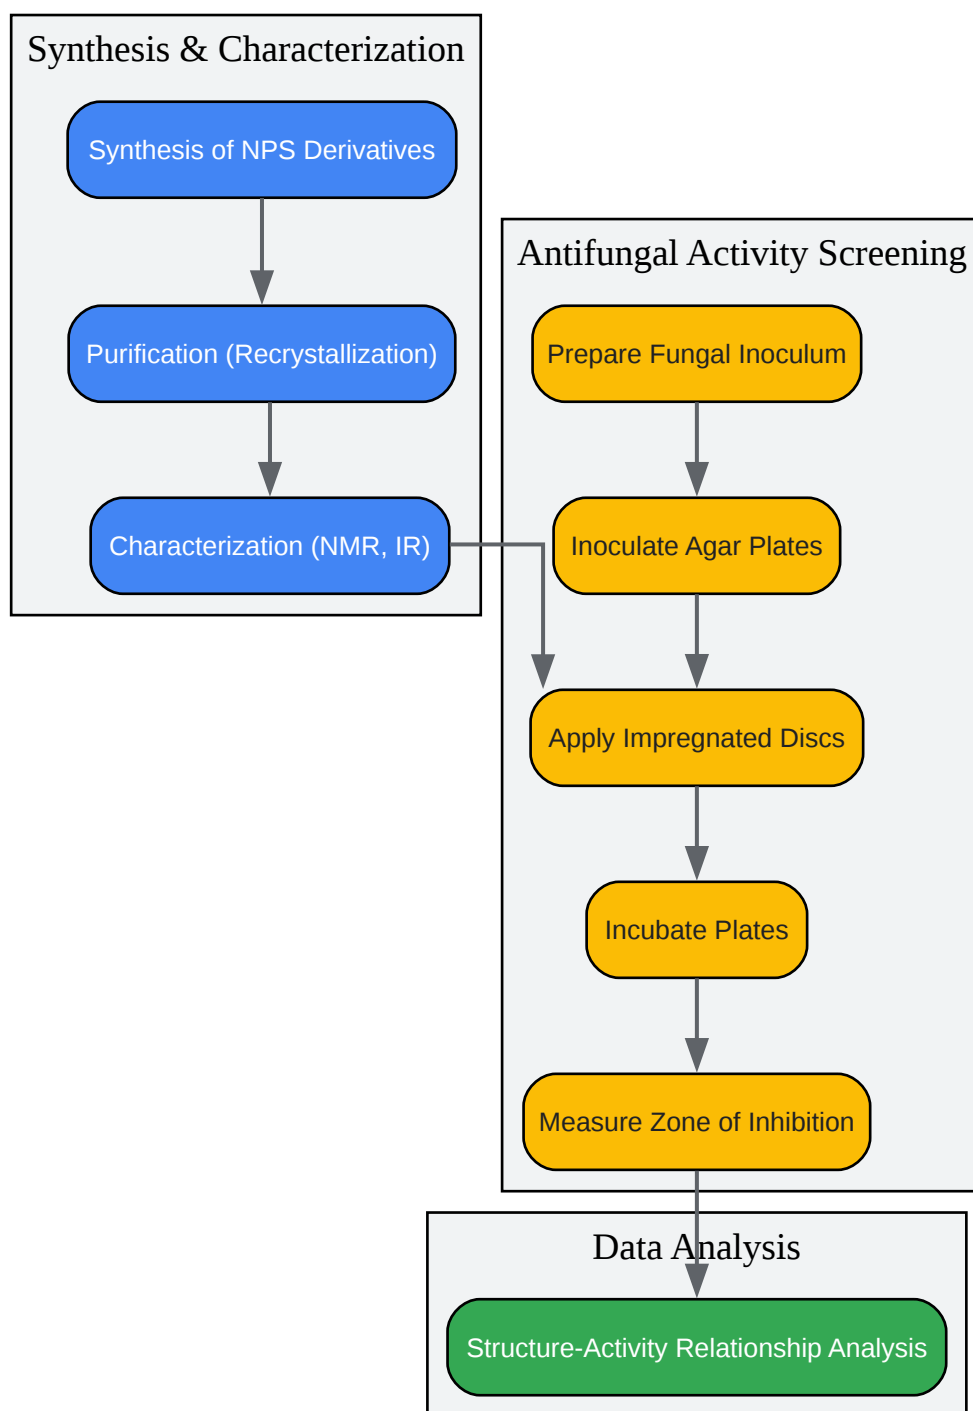 Synthesis & Characterization
Synthesis of NPS Derivatives
Purification (Recrystallization)
Characterization (NMR, IR)
Antifungal Activity Screening
Prepare Fungal Inoculum
Inoculate Agar Plates
Apply Impregnated Discs
Incubate Plates
Measure Zone of Inhibition
Data Analysis
Structure-Activity Relationship Analysis